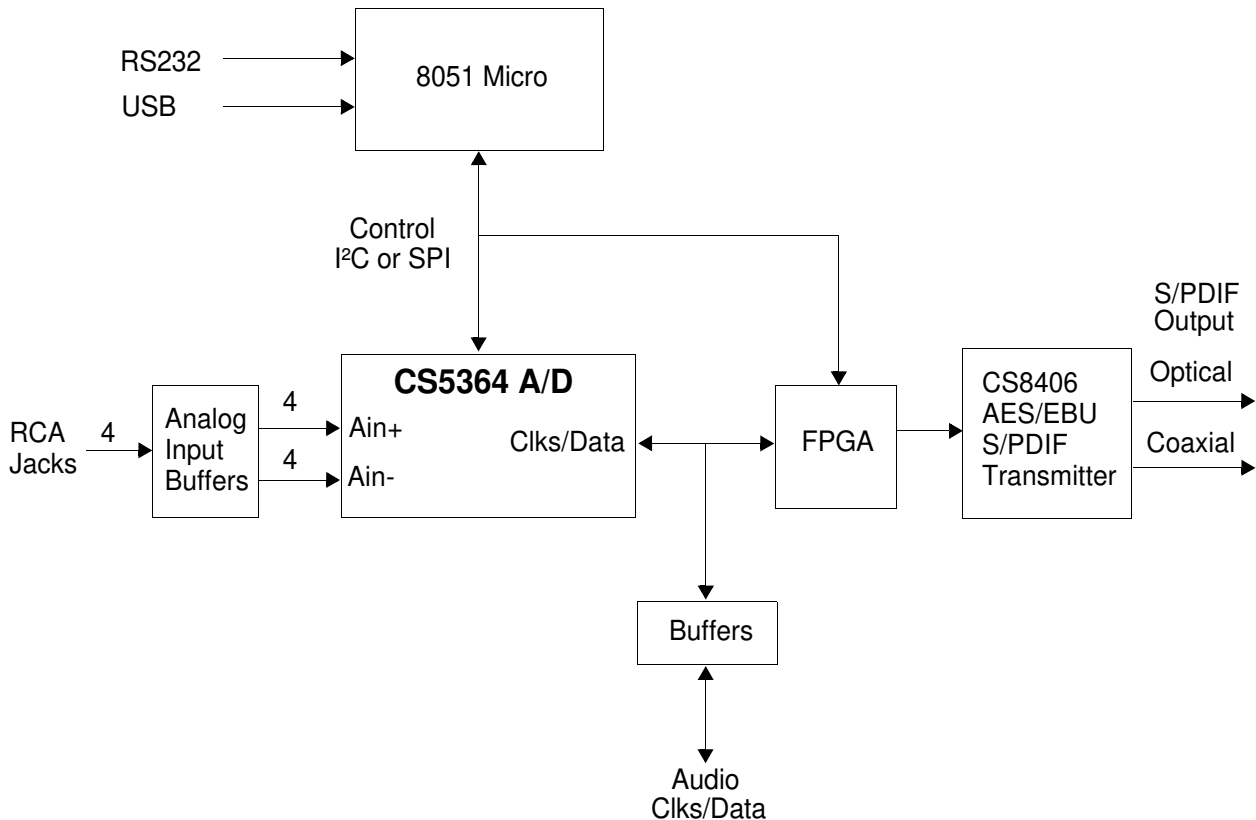 RS232
USB
8051 Micro
Control
I²C or SPI
S/PDIF
Output
Optical
Coaxial
CS5364 A/D
Ain+
Ain-
Clks/Data
RCA
Jacks
4
Analog
Input
Buffers
4
4
FPGA
CS8406
AES/EBU
S/PDIF
Transmitter
Buffers
Audio
Clks/Data